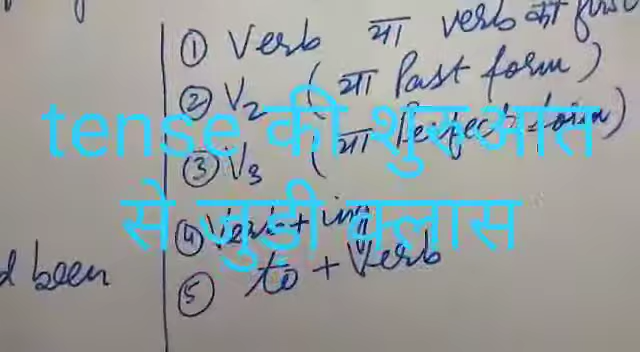 ① Verb या verb का first
② V2 ( या Past form )
③ V3 ( या Perfect form )
④ Verb + ing
⑤ to + Verb
been
tense की शुरुआत
से जुडी क्लास